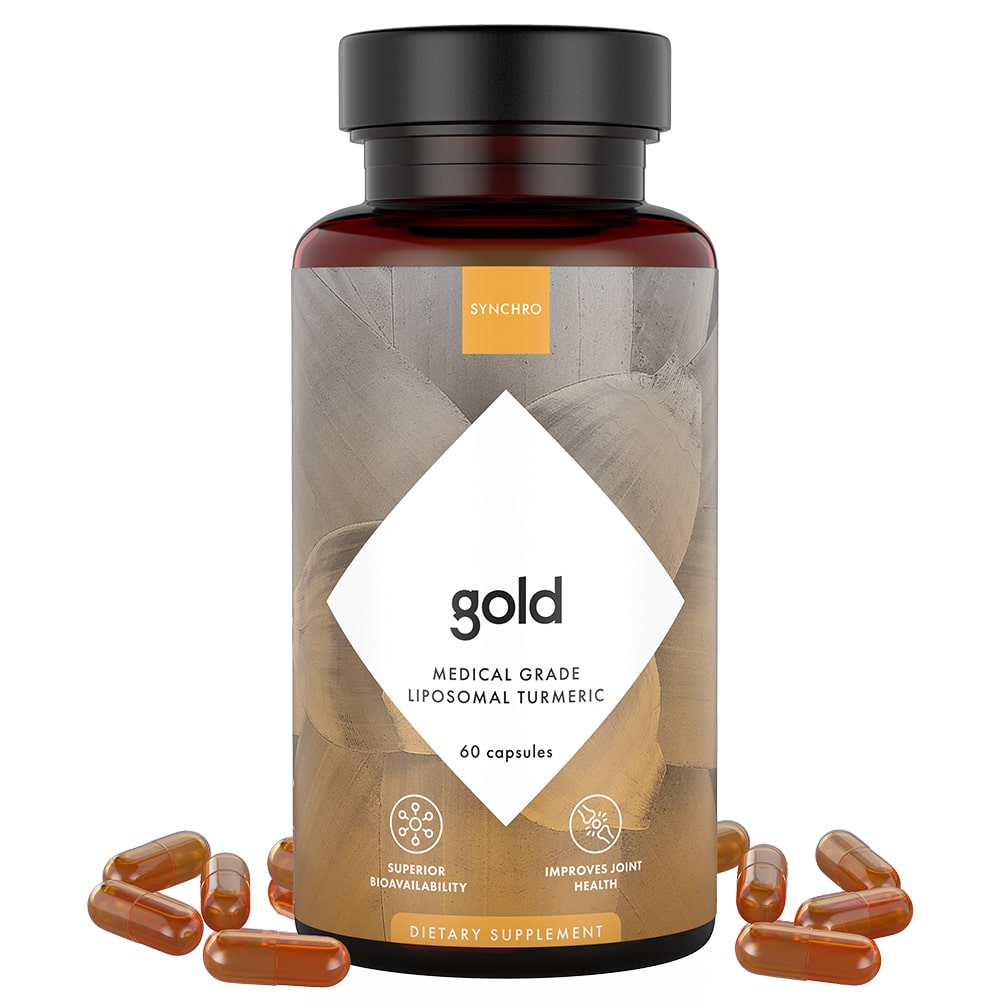 SYNCHRO
gold
MEDICAL GRADE
LIPOSOMAL TURMERIC
60 capsules
SUPERIOR
BIOAVAILABILITY
IMPROVES JOINT
HEALTH
DIETARY SUPPLEMENT